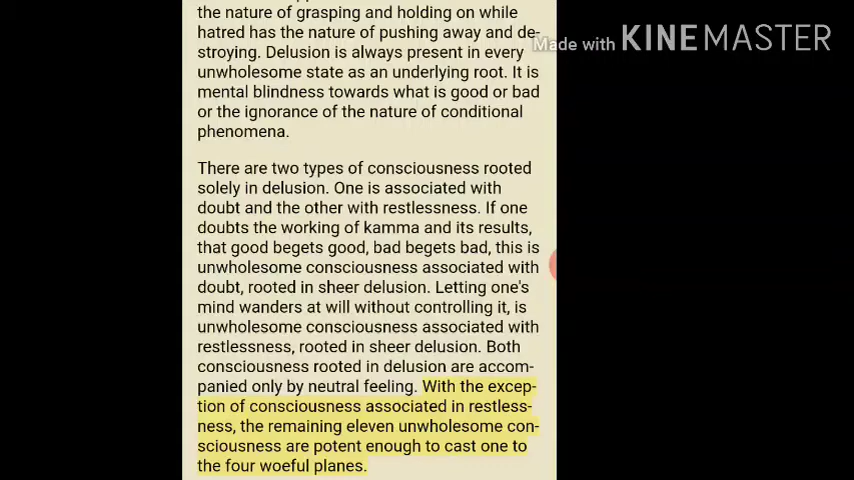 the nature of grasping and holding on while
hatred has the nature of pushing away and de-
stroying. Delusion is always present in every
unwholesome state as an underlying root. It is
mental blindness towards what is good or bad
or the ignorance of the nature of conditional
phenomena.
There are two types of consciousness rooted
solely in delusion. One is associated with
doubt and the other with restlessness. If one
doubts the working of kamma and its results,
that good begets good, bad begets bad, this is
unwholesome consciousness associated with
doubt, rooted in sheer delusion. Letting one's
mind wanders at will without controlling it, is
unwholesome consciousness associated with
restlessness, rooted in sheer delusion. Both
consciousness rooted in delusion are accom-
panied only by neutral feeling. With the excep-
tion of consciousness associated in restless-
ness, the remaining eleven unwholesome con-
sciousness are potent enough to cast one to
the four woeful planes.
Made with KINEMASTER